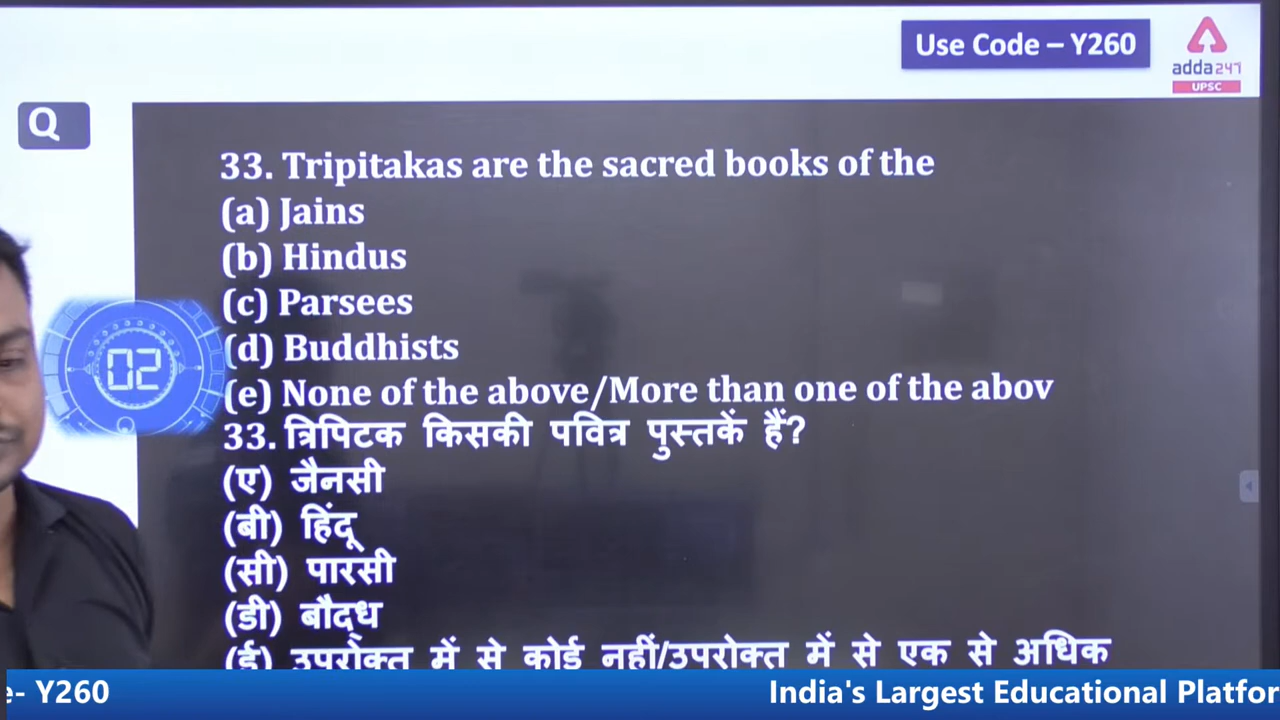 Use Code – Y260
adda247
UPSC
Q
33. Tripitakas are the sacred books of the
(a) Jains
(b) Hindus
(c) Parsees
(d) Buddhists
(e) None of the above/More than one of the abov
02
33. त्रिपिटक किसकी पवित्र पुस्तकें हैं?
(ए) जैनसी
(बी) हिंदू
(सी) पारसी
(डी) बौद्ध
(ई) उपरोक्त में से कोई नहीं/उपरोक्त में से एक से अधिक
e- Y260
India's Largest Educational Platfor